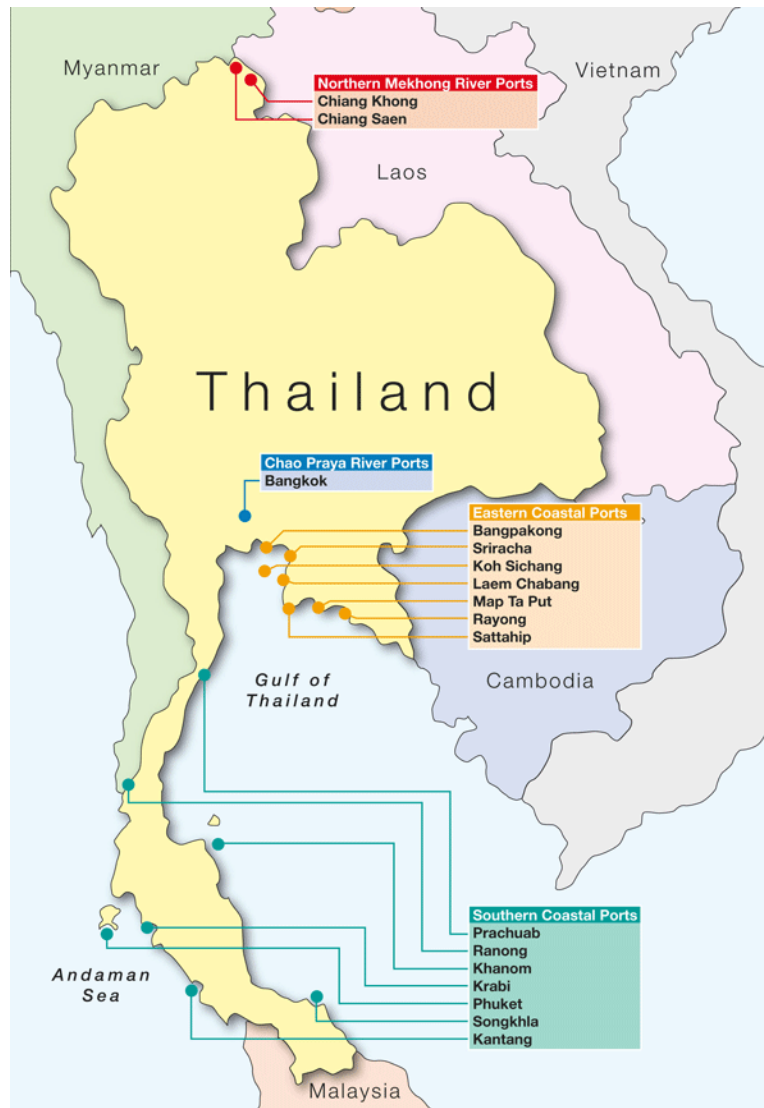 Myanmar
Vietnam
Northern Mekhong River Ports
Chiang Khong
Chiang Saen
Laos
Thailand
Chao Praya River Ports
Bangkok
Eastern Coastal Ports
Bangpakong
Sriracha
Koh Sichang
Laem Chabang
Map Ta Put
Rayong
Sattahip
Gulf of
Thailand
Cambodia
Southern Coastal Ports
Prachuab
Ranong
Khanom
Krabi
Phuket
Songkhla
Kantang
Andaman
Sea
Malaysia